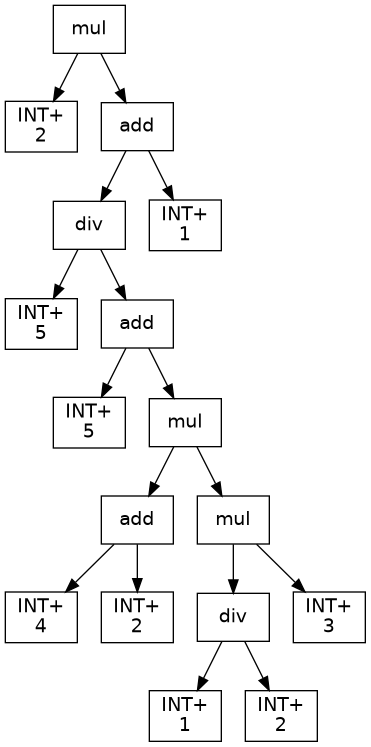 mul
INT+
2
add
div
INT+
1
INT+
5
add
INT+
5
mul
add
mul
INT+
4
INT+
2
div
INT+
3
INT+
1
INT+
2